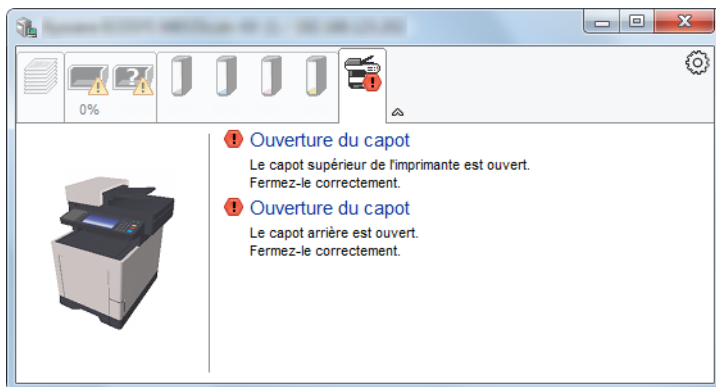 0%
Ouverture du capot
Le capot supérieur de l'imprimante est ouvert.
Fermez-le correctement.
Ouverture du capot
Le capot arrière est ouvert.
Fermez-le correctement.